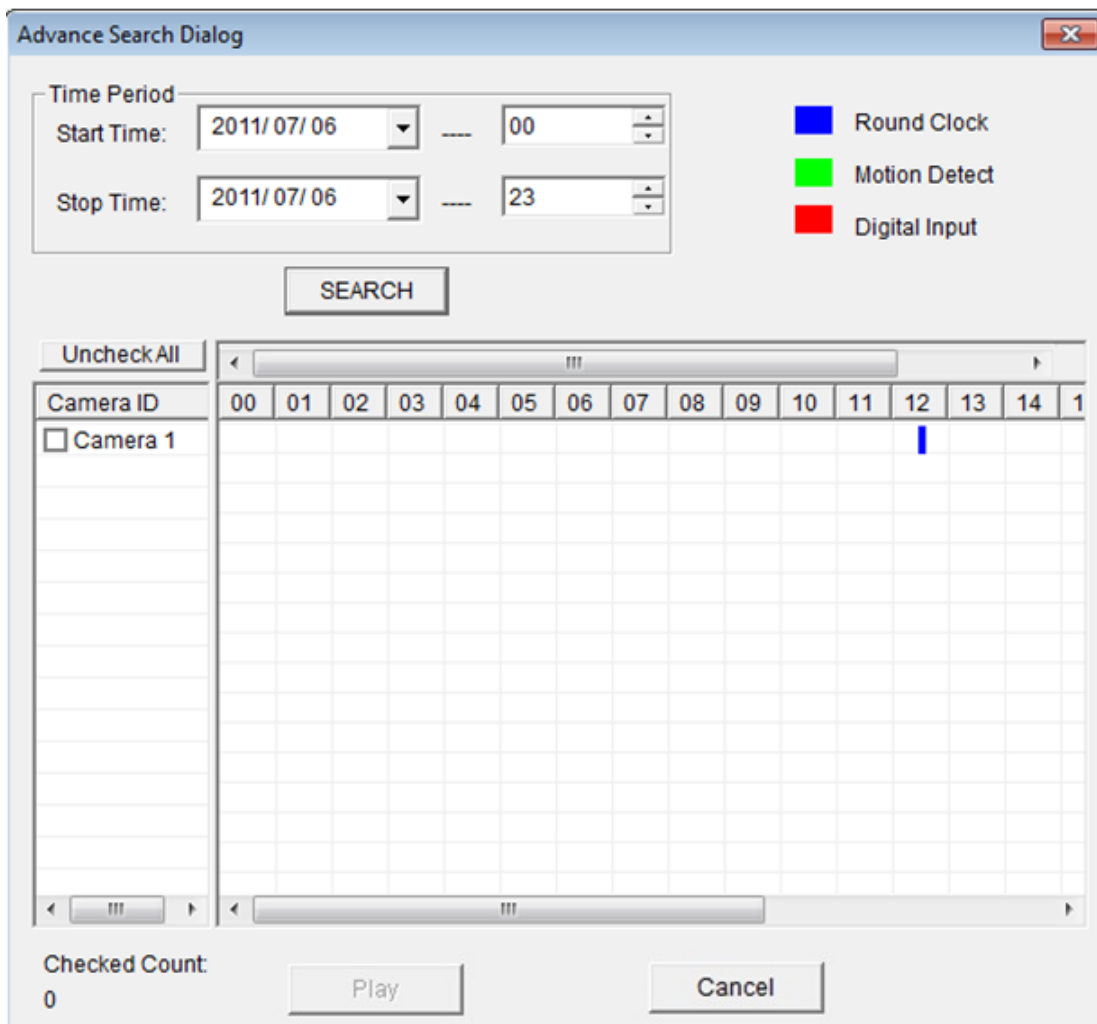 Advance Search Dialog
Time Period
Start Time: 2011/ 07/ 06 ---- 00
Stop Time: 2011/ 07/ 06 ---- 23
Round Clock
Motion Detect
Digital Input
SEARCH
Uncheck All
Camera ID 00 01 02 03 04 05 06 07 08 09 10 11 12 13 14 1
Camera 1
Checked Count:
0
Play Cancel